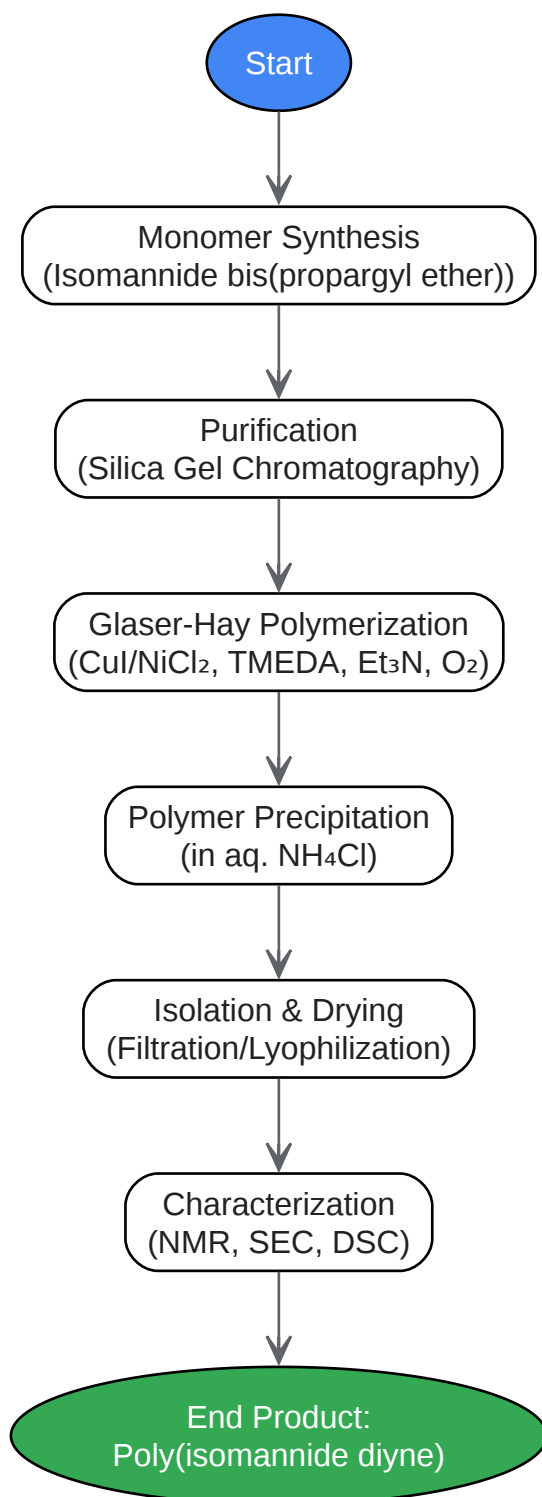 Start
Monomer Synthesis
(Isomannide bis(propargyl ether))
Purification
(Silica Gel Chromatography)
Glaser-Hay Polymerization
(CuI/NiCl₂, TMEDA, Et₃N, O₂)
Polymer Precipitation
(in aq. NH₄Cl)
Isolation & Drying
(Filtration/Lyophilization)
Characterization
(NMR, SEC, DSC)
End Product:
Poly(isomannide diyne)